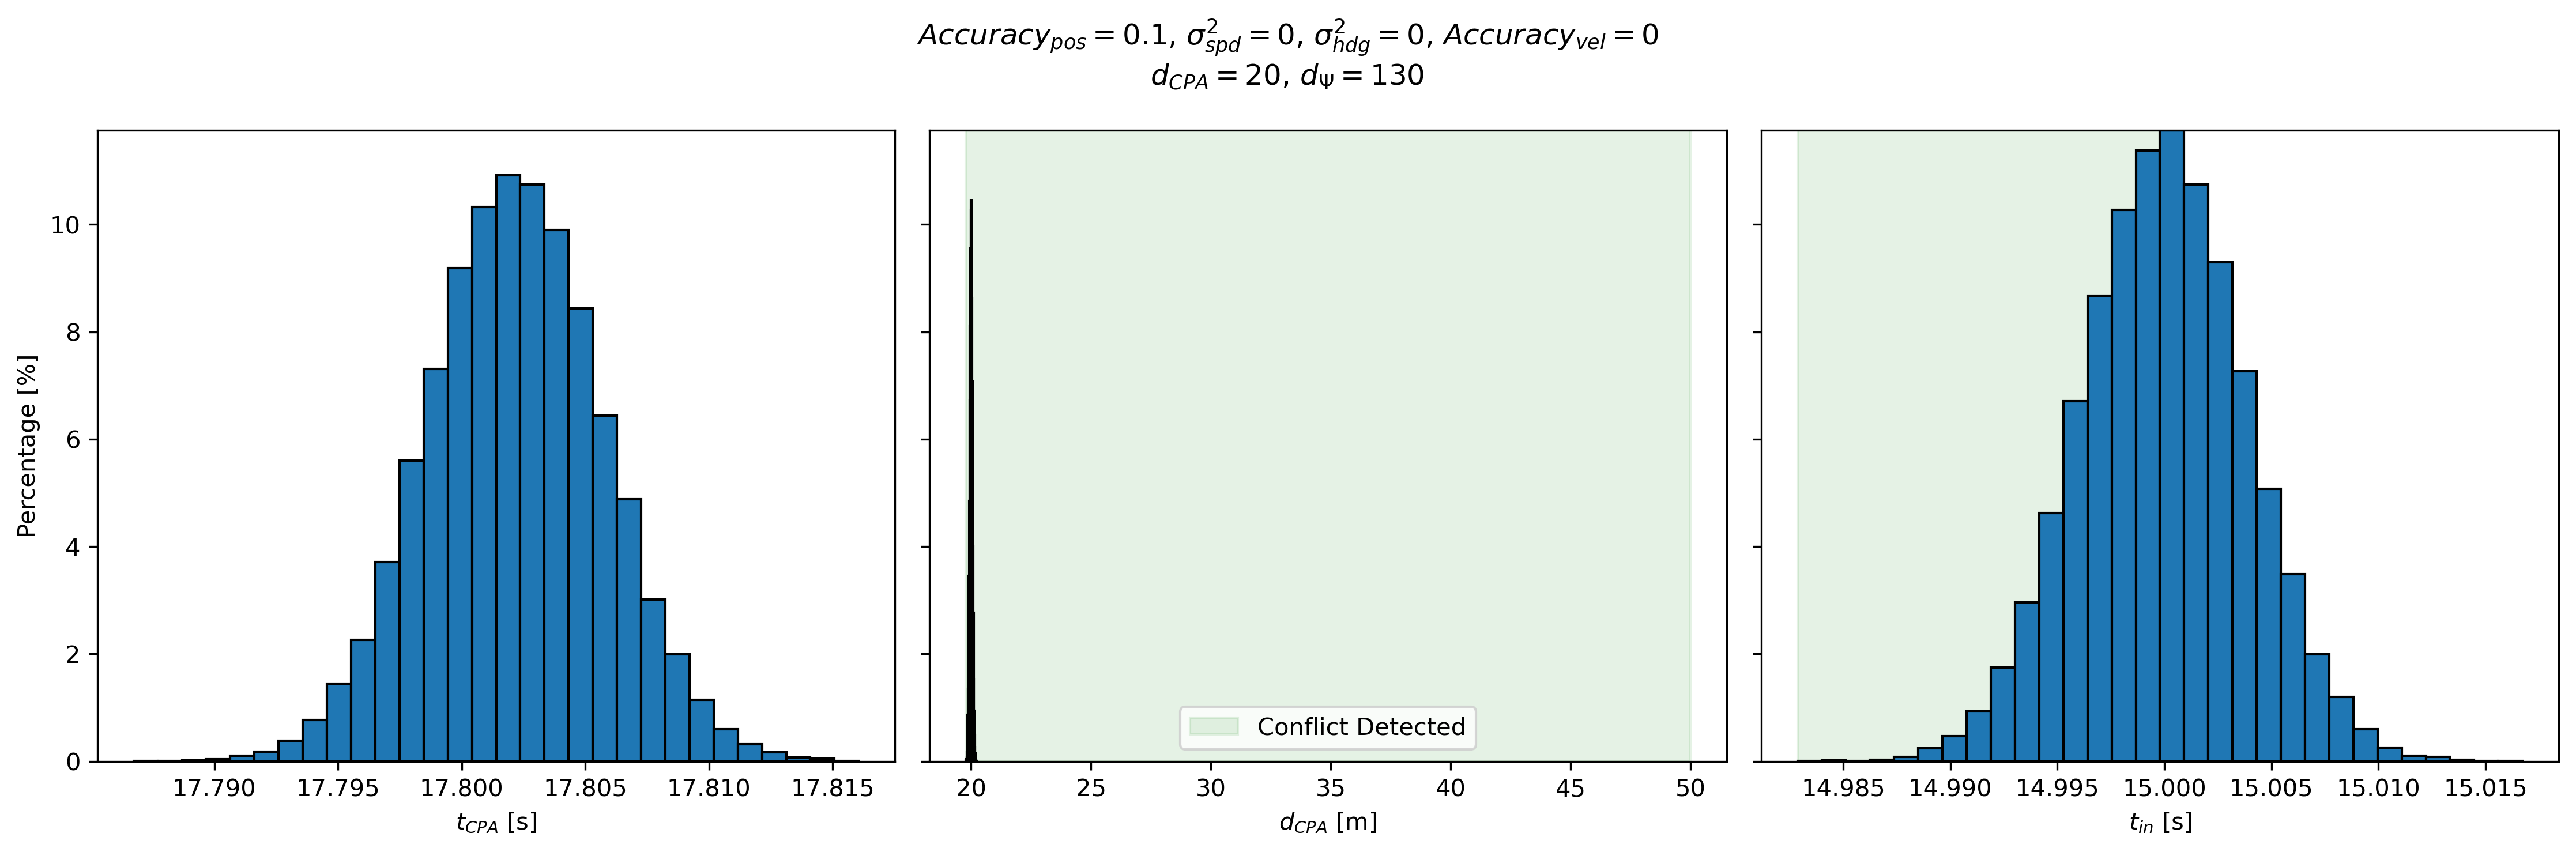 Accuracy_pos = 0.1, σ²_spd = 0, σ²_hdg = 0, Accuracy_vel = 0
d_CPA = 20, d_Ψ = 130
Percentage [%]
10
8
6
4
2
0
17.790 17.795 17.800 17.805 17.810 17.815
t_CPA [s]
Conflict Detected
20 25 30 35 40 45 50
d_CPA [m]
14.985 14.990 14.995 15.000 15.005 15.010 15.015
t_in [s]